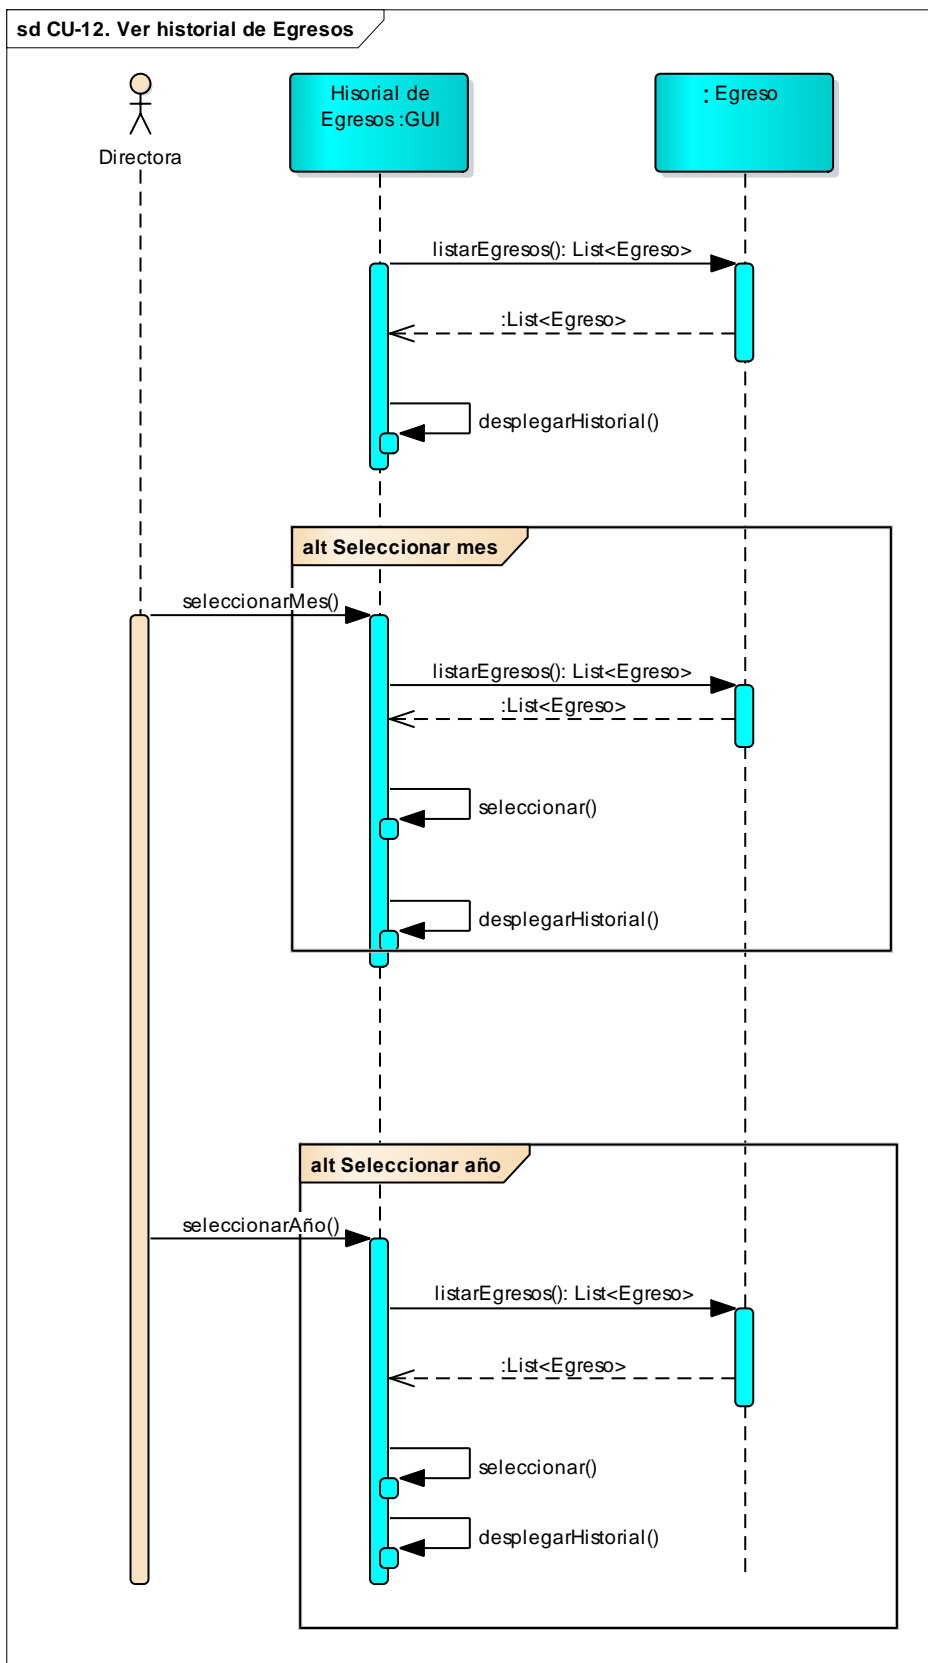 sd CU-12. Ver historial de Egresos
Directora
Hisorial de
Egresos :GUI
: Egreso
listarEgresos(): List<Egreso>
:List<Egreso>
desplegarHistorial()
alt Seleccionar mes
seleccionarMes()
listarEgresos(): List<Egreso>
:List<Egreso>
seleccionar()
desplegarHistorial()
alt Seleccionar año
seleccionarAño()
listarEgresos(): List<Egreso>
:List<Egreso>
seleccionar()
desplegarHistorial()